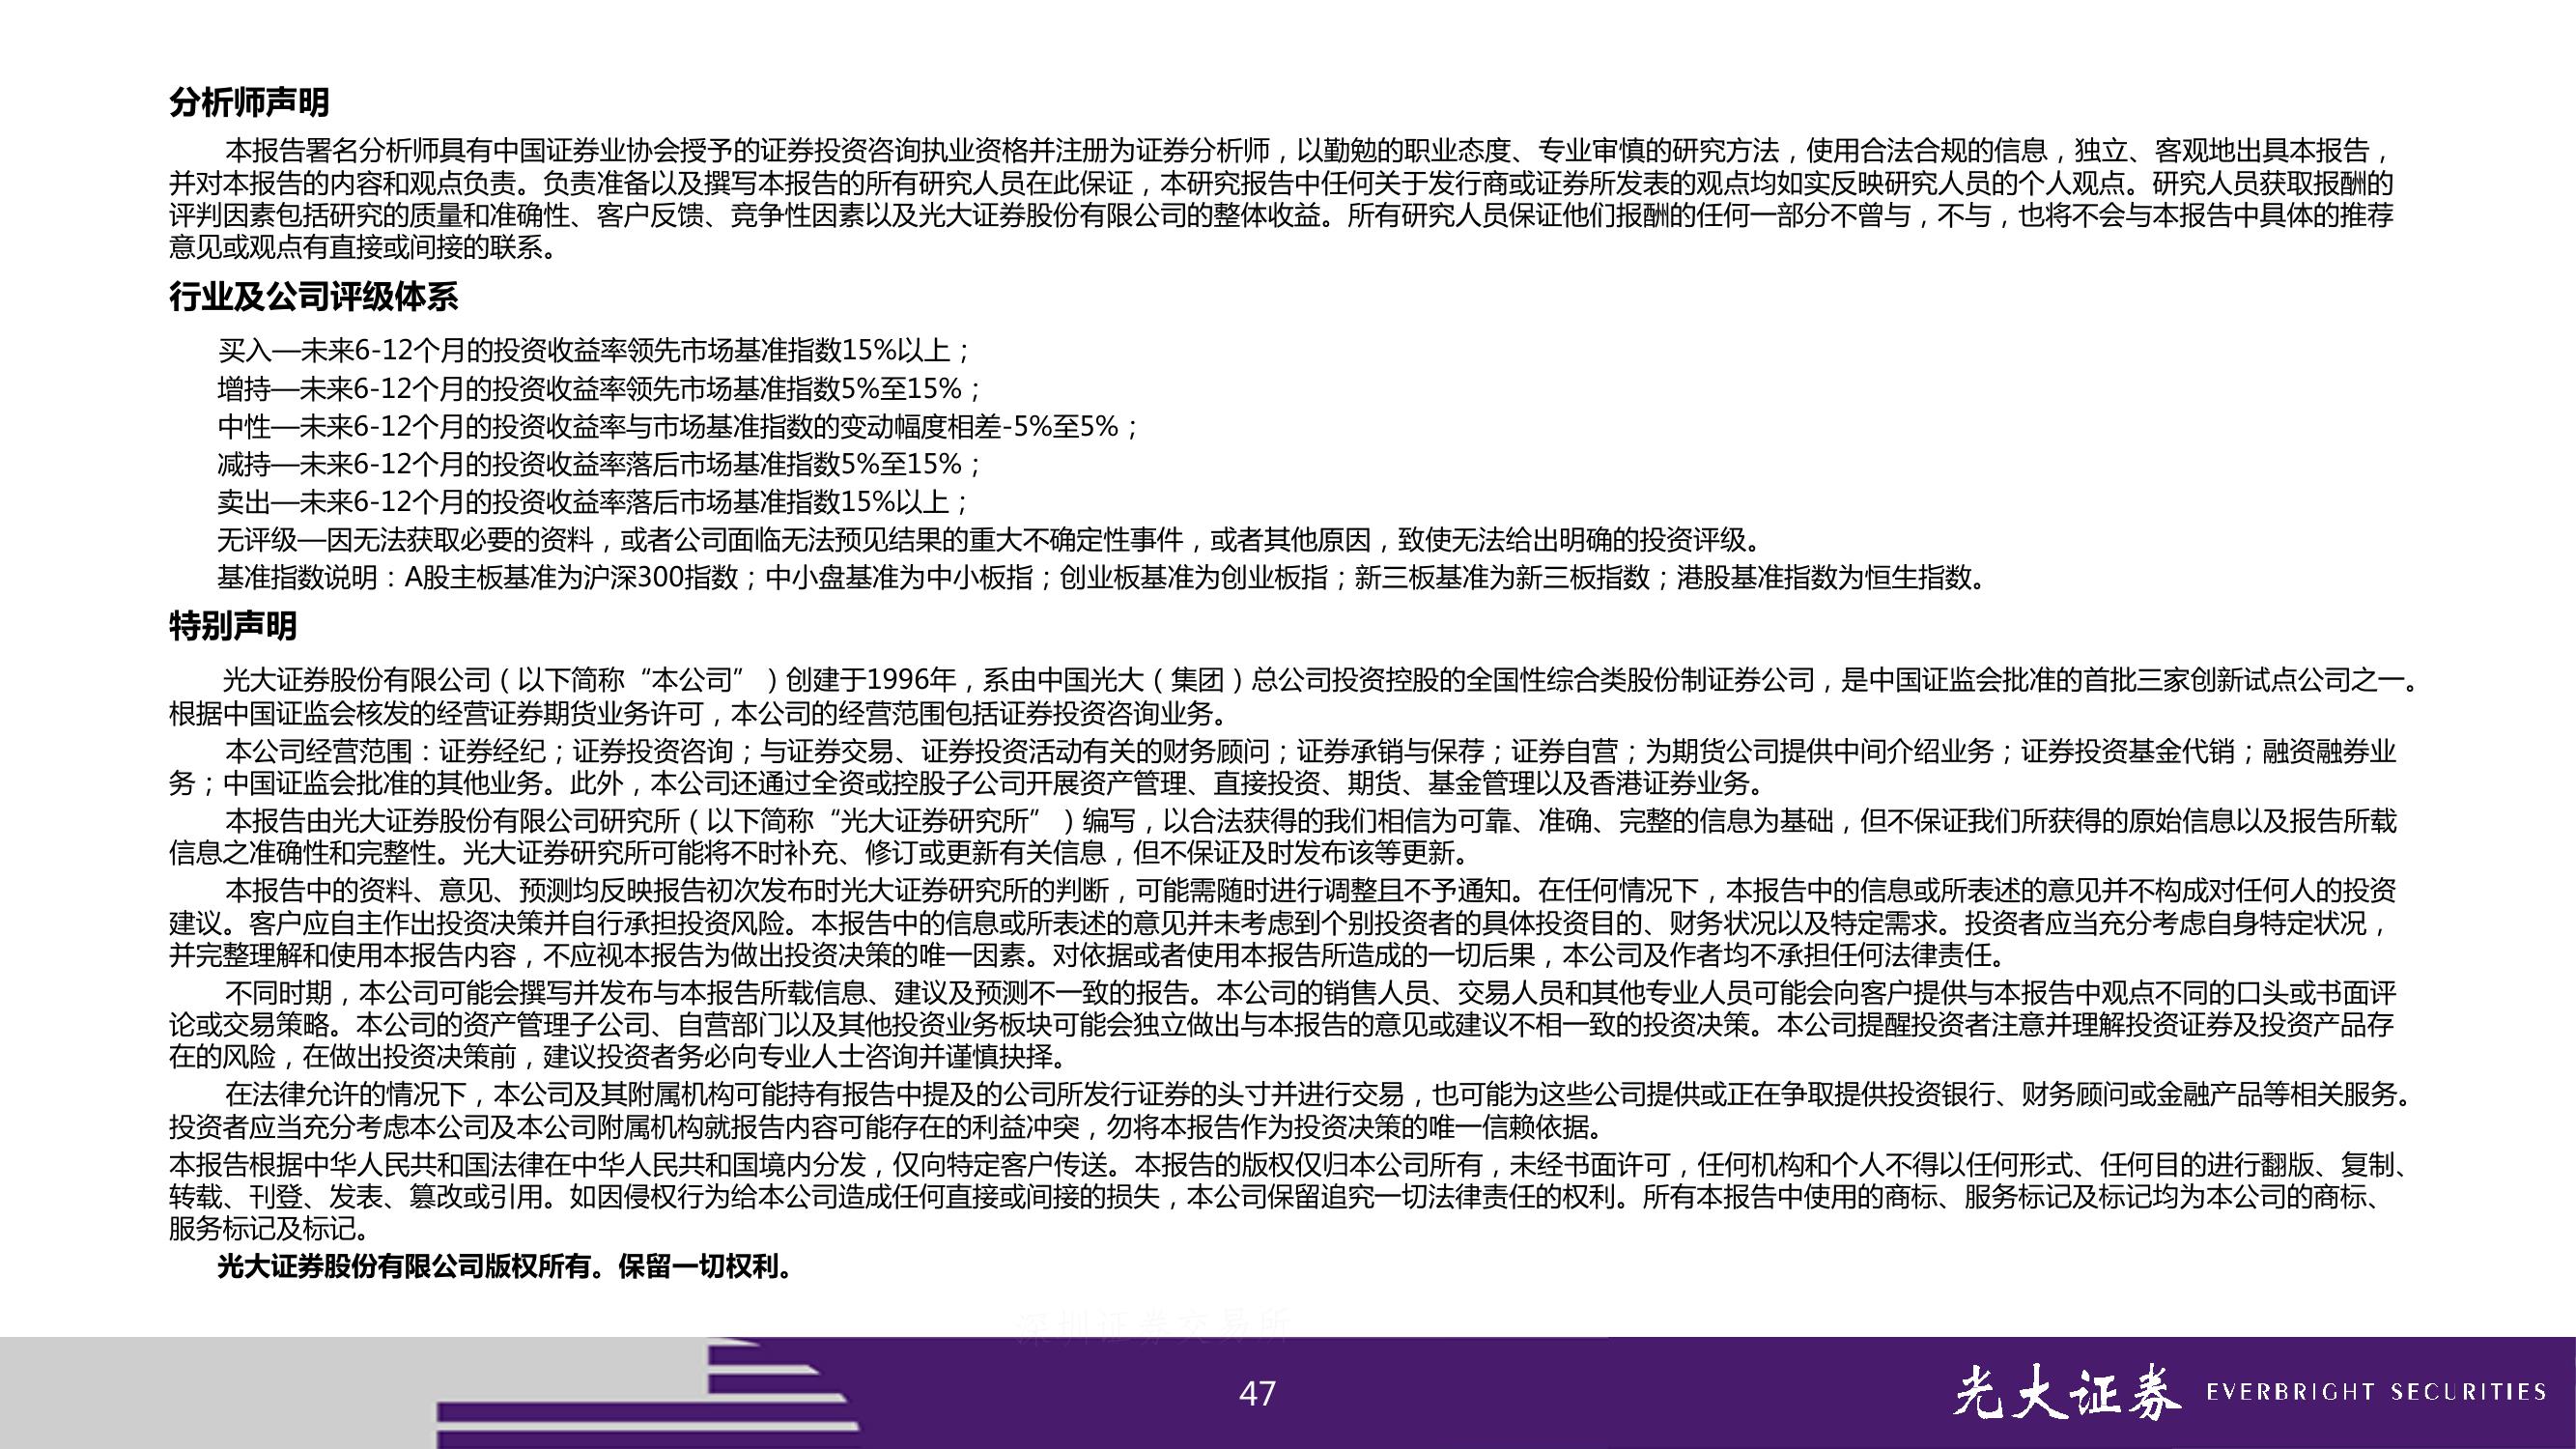 分析师声明
本报告署名分析师具有中国证券业协会授予的证券投资咨询执业资格并注册为证券分析师，以勤勉的职业态度、专业审慎的研究方法，使用合法合规的信息，独立、客观地出具本报告，
并对本报告的内容和观点负责。负责准备以及撰写本报告的所有研究人员在此保证，本研究报告中任何关于发行商或证券所发表的观点均如实反映研究人员的个人观点。研究人员获取报酬的
评判因素包括研究的质量和准确性、客户反馈、竞争性因素以及光大证券股份有限公司的整体收益。所有研究人员保证他们报酬的任何一部分不曾与，不与，也将不会与本报告中具体的推荐
意见或观点有直接或间接的联系。
行业及公司评级体系
买入—未来6-12个月的投资收益率领先市场基准指数15%以上；
增持—未来6-12个月的投资收益率领先市场基准指数5%至15%；
中性—未来6-12个月的投资收益率与市场基准指数的变动幅度相差-5%至5%；
减持—未来6-12个月的投资收益率落后市场基准指数5%至15%；
卖出—未来6-12个月的投资收益率落后市场基准指数15%以上；
无评级—因无法获取必要的资料，或者公司面临无法预见结果的重大不确定性事件，或者其他原因，致使无法给出明确的投资评级。
基准指数说明：A股主板基准为沪深300指数；中小盘基准为中小板指；创业板基准为创业板指；新三板基准为新三板指数；港股基准指数为恒生指数。
特别声明
光大证券股份有限公司（以下简称“本公司”）创建于1996年，系由中国光大（集团）总公司投资控股的全国性综合类股份制证券公司，是中国证监会批准的首批三家创新试点公司之一。
根据中国证监会核发的经营证券期货业务许可，本公司的经营范围包括证券投资咨询业务。
本公司经营范围：证券经纪；证券投资咨询；与证券交易、证券投资活动有关的财务顾问；证券承销与保荐；证券自营；为期货公司提供中间介绍业务；证券投资基金代销；融资融券业
务；中国证监会批准的其他业务。此外，本公司还通过全资或控股子公司开展资产管理、直接投资、期货、基金管理以及香港证券业务。
本报告由光大证券股份有限公司研究所（以下简称“光大证券研究所”）编写，以合法获得的我们相信为可靠、准确、完整的信息为基础，但不保证我们所获得的原始信息以及报告所载
信息之准确性和完整性。光大证券研究所可能将不时补充、修订或更新有关信息，但不保证及时发布该等更新。
本报告中的资料、意见、预测均反映报告初次发布时光大证券研究所的判断，可能需随时进行调整且不予通知。在任何情况下，本报告中的信息或所表述的意见并不构成对任何人的投资
建议。客户应自主作出投资决策并自行承担投资风险。本报告中的信息或所表述的意见并未考虑到个别投资者的具体投资目的、财务状况以及特定需求。投资者应当充分考虑自身特定状况，
并完整理解和使用本报告内容，不应视本报告为做出投资决策的唯一因素。对依据或者使用本报告所造成的一切后果，本公司及作者均不承担任何法律责任。
不同时期，本公司可能会撰写并发布与本报告所载信息、建议及预测不一致的报告。本公司的销售人员、交易人员和其他专业人员可能会向客户提供与本报告中观点不同的口头或书面评
论或交易策略。本公司的资产管理子公司、自营部门以及其他投资业务板块可能会独立做出与本报告的意见或建议不相一致的投资决策。本公司提醒投资者注意并理解投资证券及投资产品存
在的风险，在做出投资决策前，建议投资者务必向专业人士咨询并谨慎抉择。
在法律允许的情况下，本公司及其附属机构可能持有报告中提及的公司所发行证券的头寸并进行交易，也可能为这些公司提供或正在争取提供投资银行、财务顾问或金融产品等相关服务。
投资者应当充分考虑本公司及本公司附属机构就报告内容可能存在的利益冲突，勿将本报告作为投资决策的唯一信赖依据。
本报告根据中华人民共和国法律在中华人民共和国境内分发，仅向特定客户传送。本报告的版权仅归本公司所有，未经书面许可，任何机构和个人不得以任何形式、任何目的进行翻版、复制、
转载、刊登、发表、篡改或引用。如因侵权行为给本公司造成任何直接或间接的损失，本公司保留追究一切法律责任的权利。所有本报告中使用的商标、服务标记及标记均为本公司的商标、
服务标记及标记。
光大证券股份有限公司版权所有。保留一切权利。
深圳证券交易所
47
光大证券 EVERBRIGHT SECURITIES